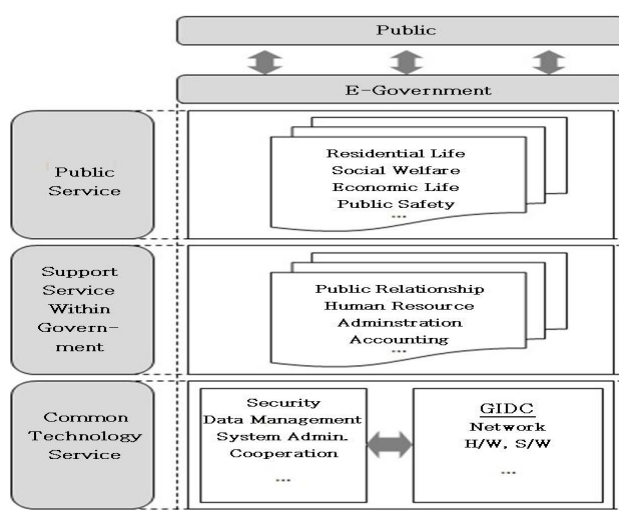 Public
E-Government
Public
Service
Residential Life
Social Welfare
Economic Life
Public Safety
...
Support
Service
Within
Govern-
ment
Public Relationship
Human Resource
Adminstration
Accounting
...
Common
Technology
Service
Security
Data Management
System Admin.
Cooperation
...
GIDC
Network
H/W, S/W
...